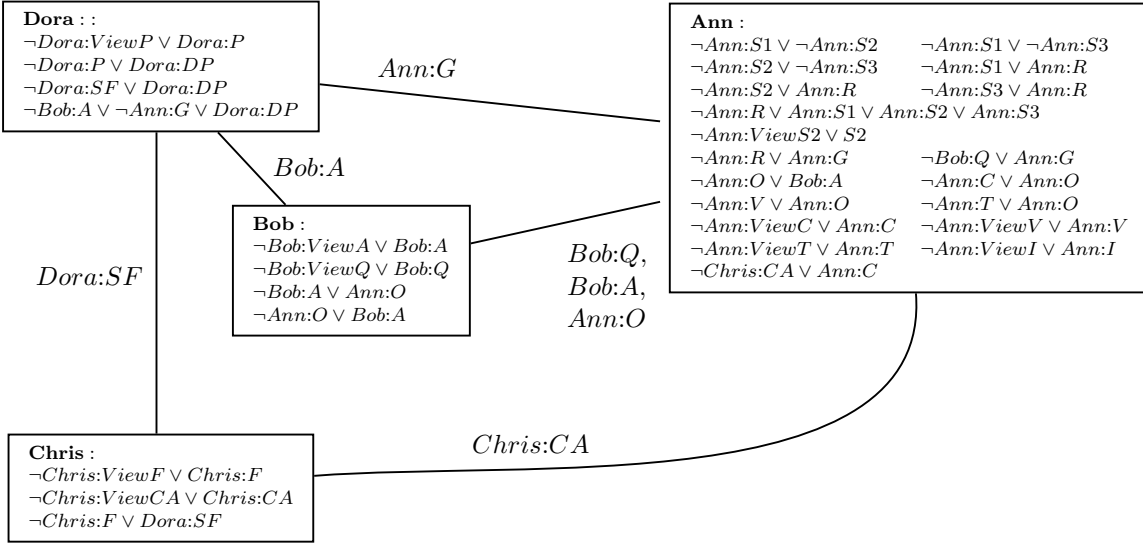 Dora : :
¬Dora:ViewP ∨ Dora:P
¬Dora:P ∨ Dora:DP
¬Dora:SF ∨ Dora:DP
¬Bob:A ∨ ¬Ann:G ∨ Dora:DP
Ann:G
Ann :
¬Ann:S1 ∨ ¬Ann:S2 ¬Ann:S1 ∨ ¬Ann:S3
¬Ann:S2 ∨ ¬Ann:S3 ¬Ann:S1 ∨ Ann:R
¬Ann:S2 ∨ Ann:R ¬Ann:S3 ∨ Ann:R
¬Ann:R ∨ Ann:S1 ∨ Ann:S2 ∨ Ann:S3
¬Ann:ViewS2 ∨ S2
¬Ann:R ∨ Ann:G ¬Bob:Q ∨ Ann:G
¬Ann:O ∨ Bob:A ¬Ann:C ∨ Ann:O
¬Ann:V ∨ Ann:O ¬Ann:T ∨ Ann:O
¬Ann:ViewC ∨ Ann:C ¬Ann:ViewV ∨ Ann:V
¬Ann:ViewT ∨ Ann:T ¬Ann:ViewI ∨ Ann:I
¬Chris:CA ∨ Ann:C
Bob:A
Bob :
¬Bob:ViewA ∨ Bob:A
¬Bob:ViewQ ∨ Bob:Q
¬Bob:A ∨ Ann:O
¬Ann:O ∨ Bob:A
Bob:Q,
Bob:A,
Ann:O
Dora:SF
Chris:CA
Chris :
¬Chris:ViewF ∨ Chris:F
¬Chris:ViewCA ∨ Chris:CA
¬Chris:F ∨ Dora:SF